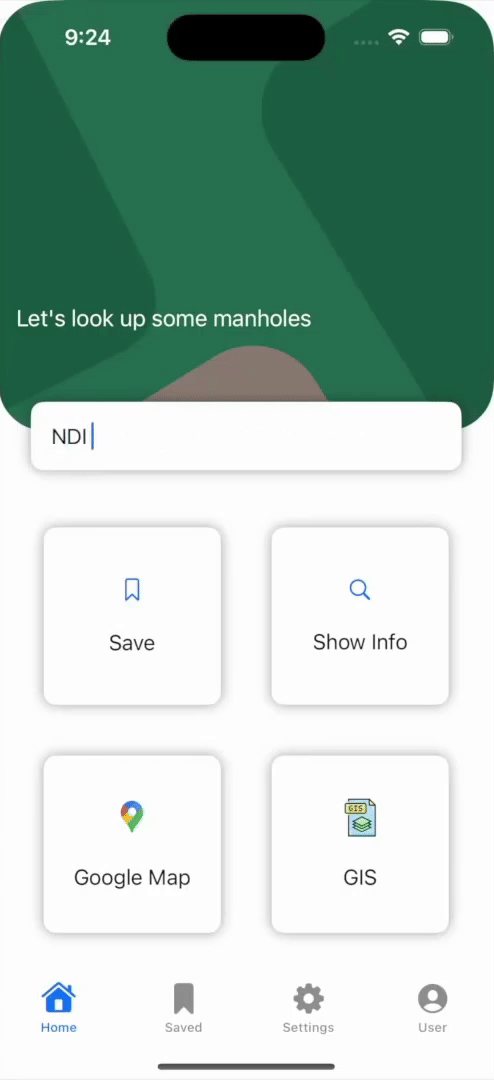 9:24
Let's look up some manholes
NDI
Save
Show Info
GIS
Google Map
GIS
Home
Saved
Settings
User